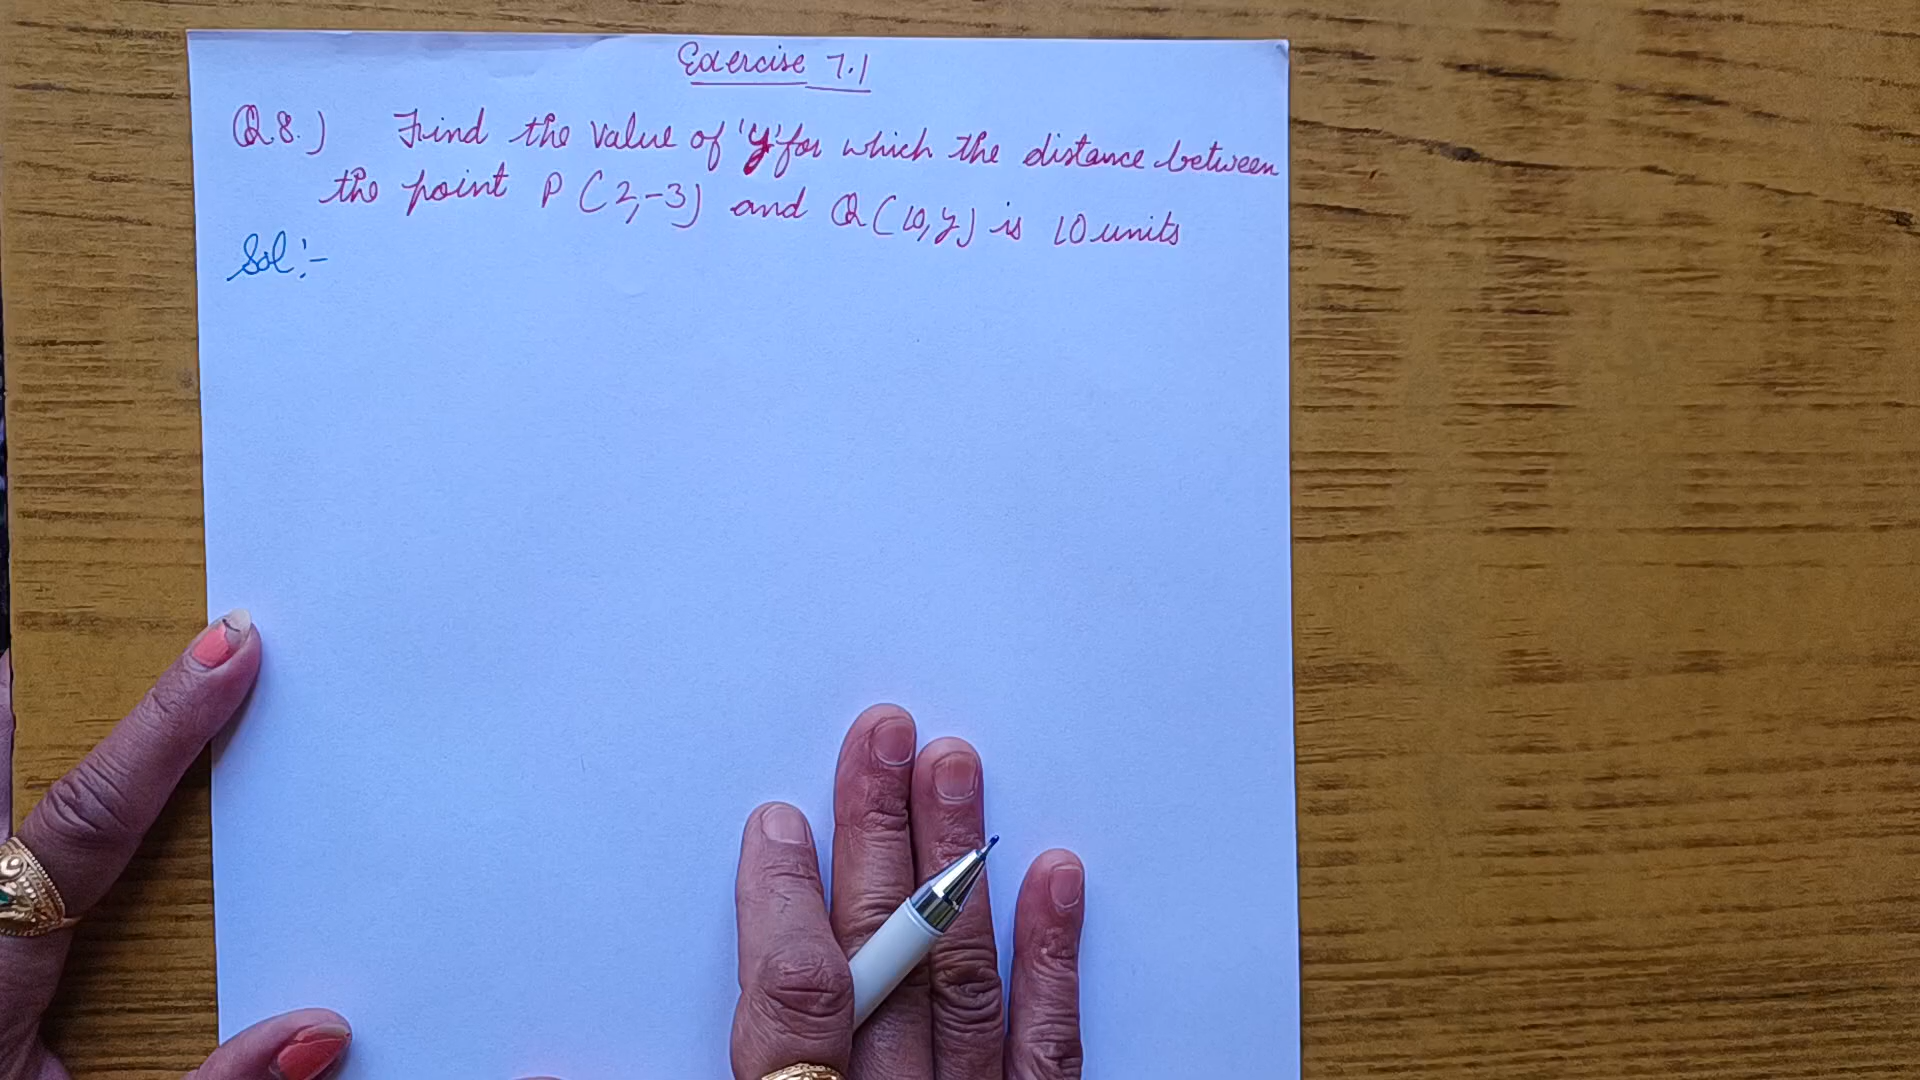 Exercise 7.1
Q8.) Find the value of 'y' for which the distance between
the point P (2,-3) and Q (10,y) is 10 units
Sol:-